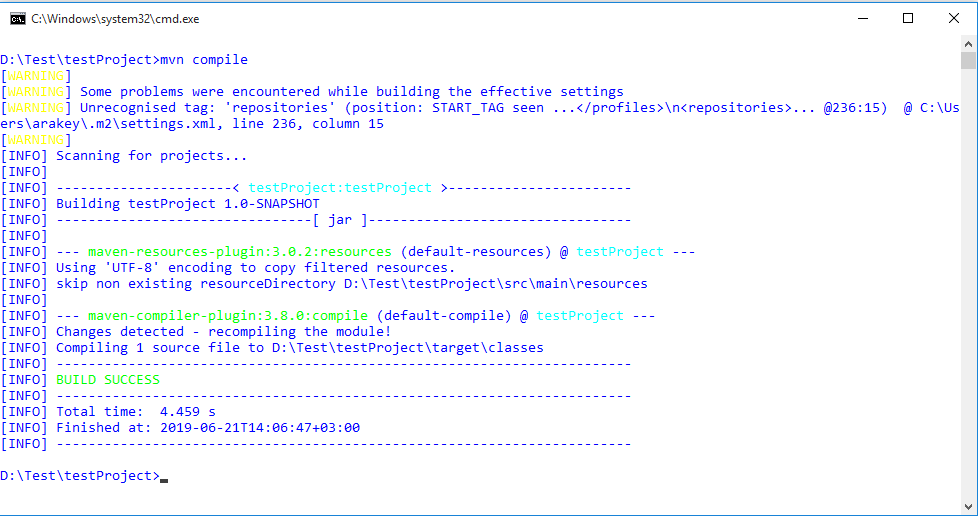 C:\Windows\system32\cmd.exe
D:\Test\testProject>mvn compile
[WARNING]
[WARNING] Some problems were encountered while building the effective settings
[WARNING] Unrecognised tag: 'repositories' (position: START_TAG seen ...</profiles>\n<repositories>... @236:15)  @ C:\Us
ers\arakey\.m2\settings.xml, line 236, column 15
[WARNING]
[INFO] Scanning for projects...
[INFO]
[INFO] ----------------------< testProject:testProject >-----------------------
[INFO] Building testProject 1.0-SNAPSHOT
[INFO] --------------------------------[ jar ]---------------------------------
[INFO]
[INFO] --- maven-resources-plugin:3.0.2:resources (default-resources) @ testProject ---
[INFO] Using 'UTF-8' encoding to copy filtered resources.
[INFO] skip non existing resourceDirectory D:\Test\testProject\src\main\resources
[INFO]
[INFO] --- maven-compiler-plugin:3.8.0:compile (default-compile) @ testProject ---
[INFO] Changes detected - recompiling the module!
[INFO] Compiling 1 source file to D:\Test\testProject\target\classes
[INFO] ------------------------------------------------------------------------
[INFO] BUILD SUCCESS
[INFO] ------------------------------------------------------------------------
[INFO] Total time:  4.459 s
[INFO] Finished at: 2019-06-21T14:06:47+03:00
[INFO] ------------------------------------------------------------------------
D:\Test\testProject>